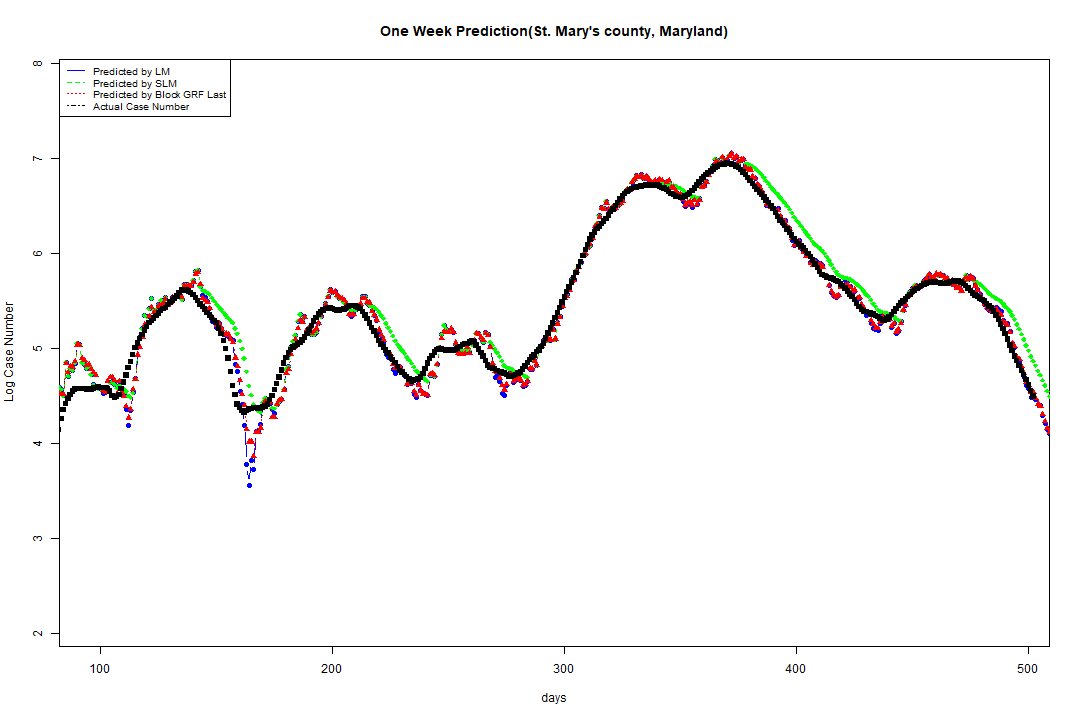 One Week Prediction(St. Mary's county, Maryland)
Predicted by LM
Predicted by SLM
Predicted by Block GRF Last
Actual Case Number
8
7
6
5
4
3
2
Log Case Number
100 200 300 400 500
days